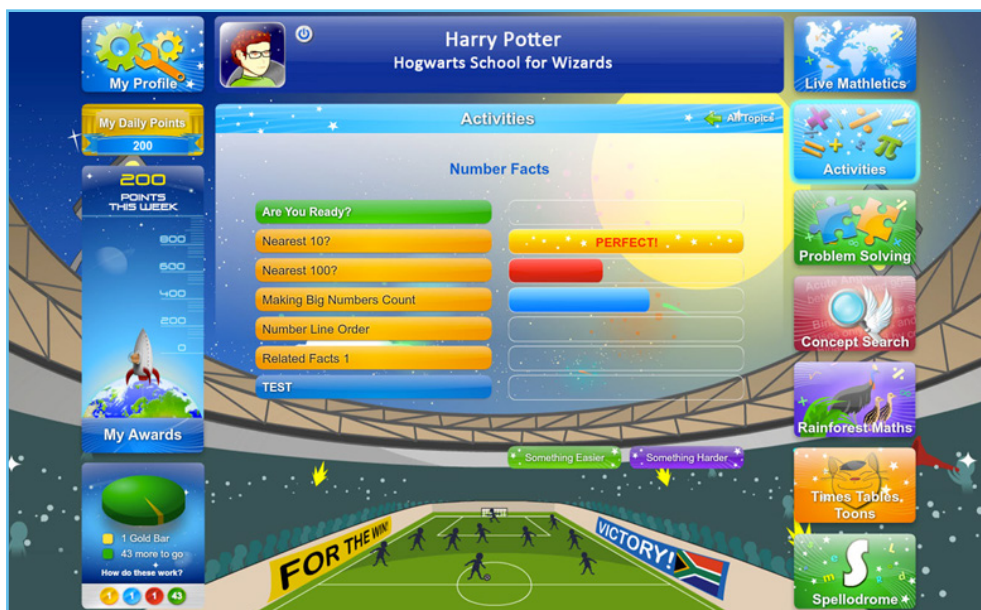 My Profile
Harry Potter
Hogwarts School for Wizards
Live Mathletics
My Daily Points
200
200
POINTS
THIS WEEK
800
600
400
200
0
My Awards
1 Gold Bar
43 more to go
How do these work?
1
1
1
43
Activities
All Topics
Number Facts
Are You Ready?
Nearest 10?
PERFECT!
Nearest 100?
Making Big Numbers Count
Number Line Order
Related Facts 1
TEST
Something Easier
Something Harder
FOR THE WIN!
VICTORY!
Activities
Problem Solving
Concept Search
Rainforest Maths
Times Tables
Toons
S
e
m
d
Spellodrome